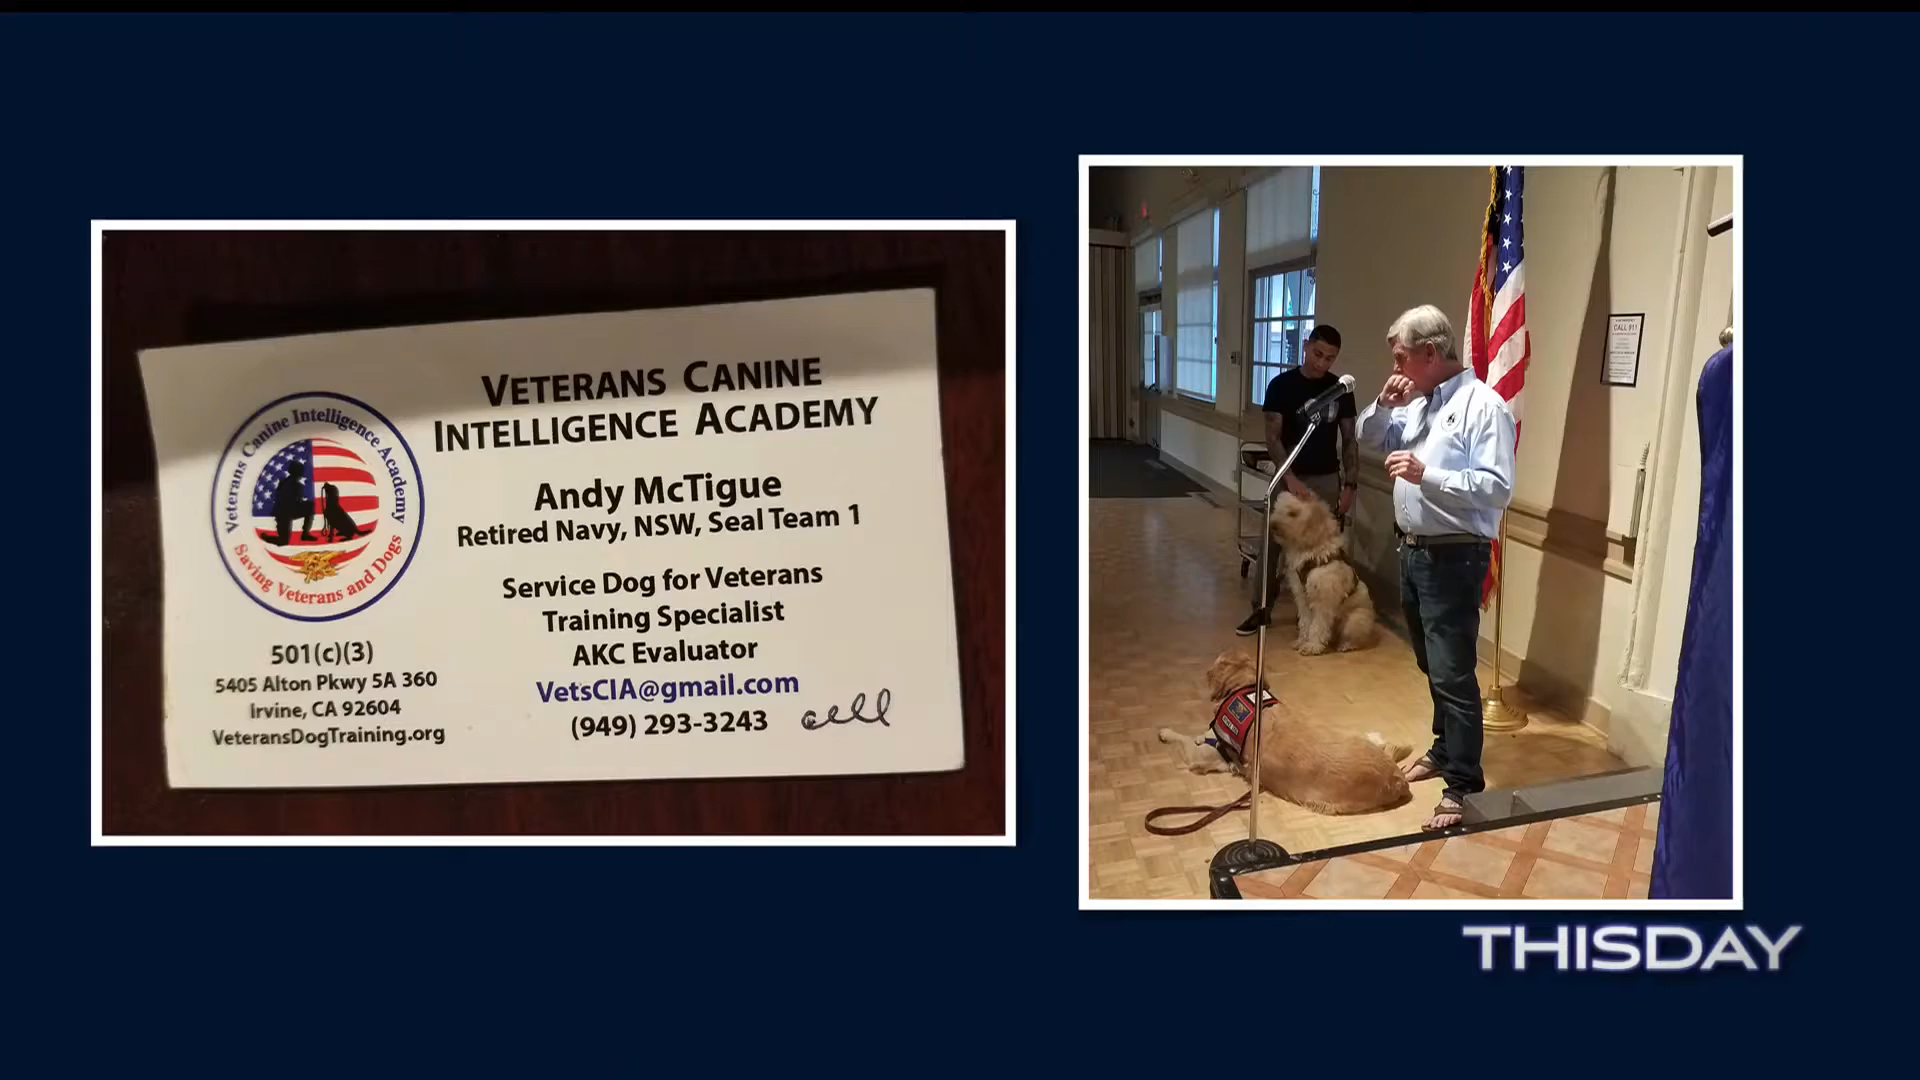 VETERANS CANINE
INTELLIGENCE ACADEMY
Andy McTigue
Retired Navy, NSW, Seal Team 1
Service Dog for Veterans
Training Specialist
AKC Evaluator
VetsCIA@gmail.com
(949) 293-3243 cell
Veterans Canine Intelligence Academy
Saving Veterans and Dogs
501(c)(3)
5405 Alton Pkwy 5A 360
Irvine, CA 92604
VeteransDogTraining.org
CALL 911
THISDAY